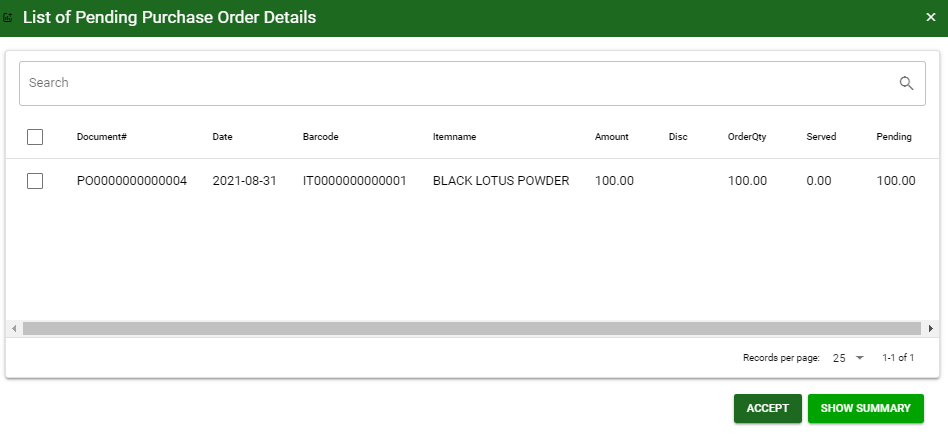 List of Pending Purchase Order Details
Search
Document# Date Barcode Itemname Amount Disc OrderQty Served Pending
PO0000000000004 2021-08-31 IT0000000000001 BLACK LOTUS POWDER 100.00 100.00 0.00 100.00
Records per page: 25 1-1 of 1
ACCEPT SHOW SUMMARY